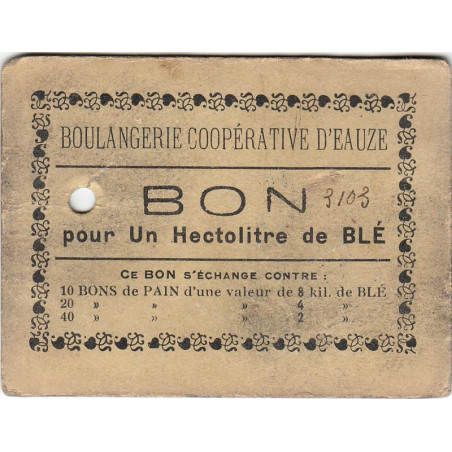 BOULANGERIE COOPÉRATIVE D'EAUZE
BON 3103
pour Un Hectolitre de BLÉ
CE BON S'ÉCHANGE CONTRE :
10 BONS de PAIN d'une valeur de 8 kil. de BLÉ
20 » » » 4 » »
40 » » » 2 » »